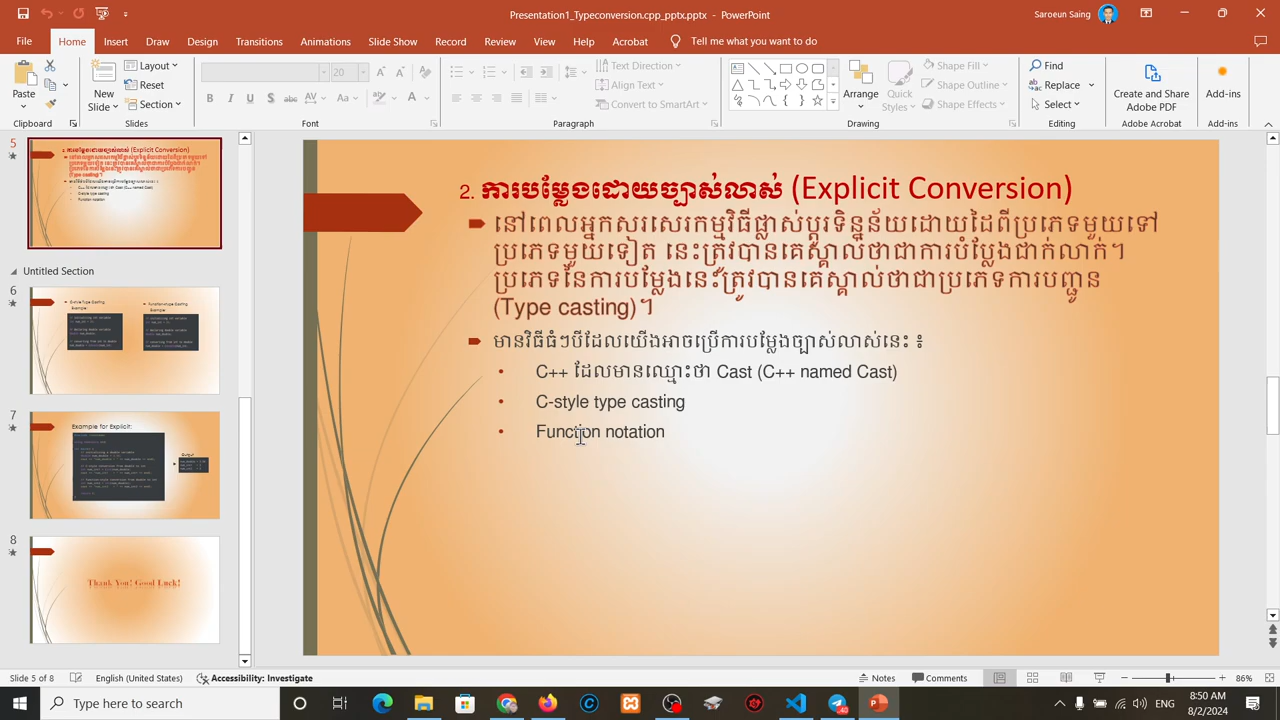 Presentation1_Typeconversion.cpp_pptx.pptx - PowerPoint
Saroeun Saing
File
Home
Insert
Draw
Design
Transitions
Animations
Slide Show
Record
Review
View
Help
Acrobat
Tell me what you want to do
Paste
New
Slide
Layout
Reset
Section
20
Text Direction
Align Text
Convert to SmartArt
Arrange
Quick
Styles
Shape Fill
Shape Outline
Shape Effects
Find
Replace
Select
Create and Share
Adobe PDF
Add-ins
Clipboard
Slides
Font
Paragraph
Drawing
Editing
Adobe Acrobat
Add-ins
5
Untitled Section
6
7
Example for Explicit:
8
Thank You! Good Luck!
2. ការបម្លែងដោយច្បាស់លាស់ (Explicit Conversion)
នៅពេលអ្នកសរសេរកម្មវិធីផ្លាស់ប្តូរទិន្នន័យដោយដៃពីប្រភេទមួយទៅ
ប្រភេទមួយទៀត នេះត្រូវបានគេស្គាល់ថាជាការបំប្លែងជាក់លាក់។
ប្រភេទនៃការបម្លែងនេះត្រូវបានគេស្គាល់ថាជាប្រភេទការបញ្ជូន
(Type casting)។
មានវិធីធំៗបីដែលយើងអាចប្រើការបម្លែងច្បាស់លាស់នេះ ៖
• C++ ដែលមានឈ្មោះថា Cast (C++ named Cast)
• C-style type casting
• Function notation
Slide 5 of 8
English (United States)
Accessibility: Investigate
Notes
Comments
86%
Type here to search
ENG
8:50 AM
8/2/2024